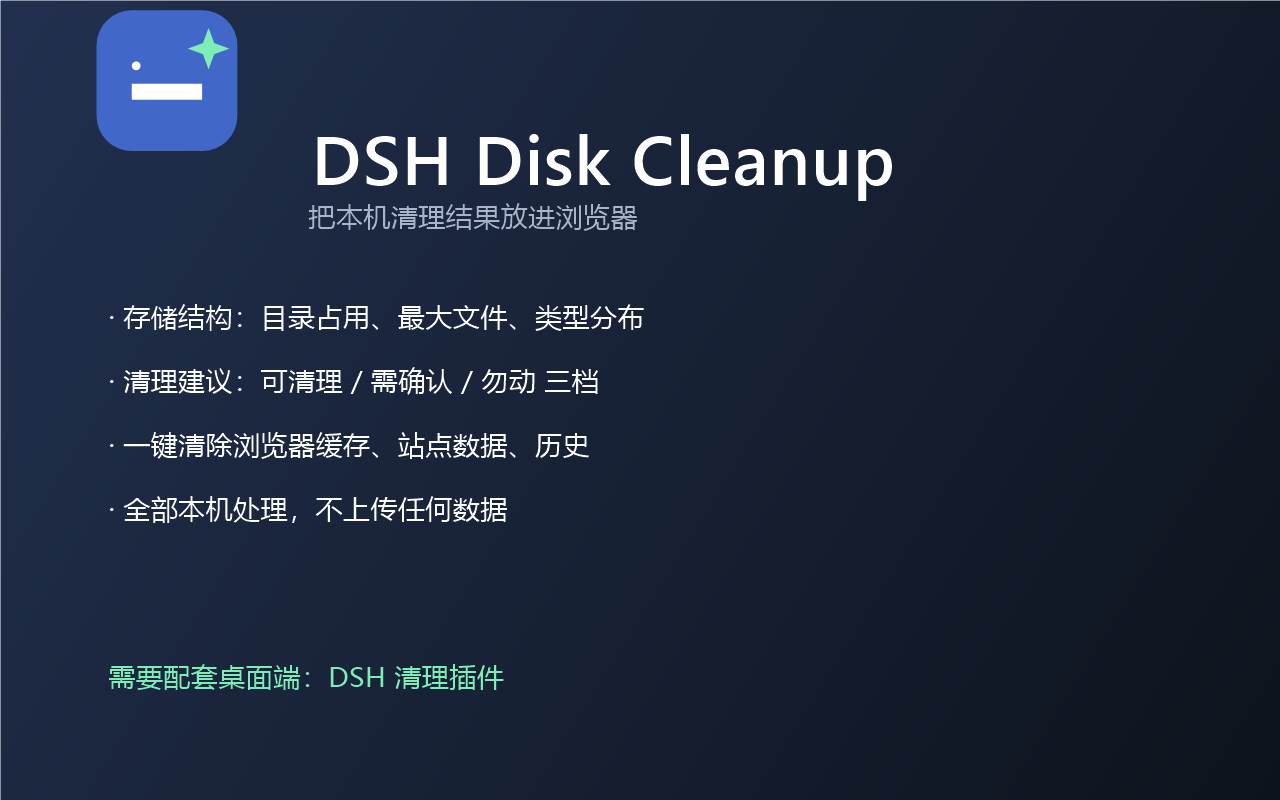 DSH Disk Cleanup
把本机清理结果放进浏览器
· 存储结构：目录占用、最大文件、类型分布
· 清理建议：可清理 / 需确认 / 勿动 三档
· 一键清除浏览器缓存、站点数据、历史
· 全部本机处理，不上传任何数据
需要配套桌面端：DSH 清理插件